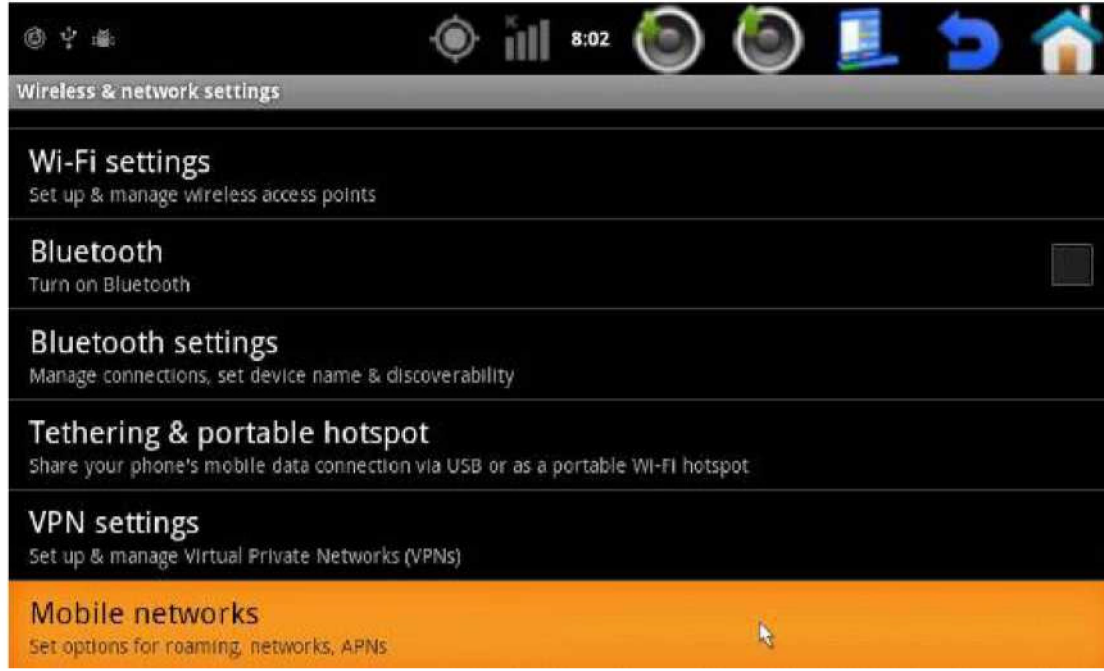 8:02
Wireless & network settings
Wi-Fi settings
Set up & manage wireless access points
Bluetooth
Turn on Bluetooth
Bluetooth settings
Manage connections, set device name & discoverability
Tethering & portable hotspot
Share your phone's mobile data connection via USB or as a portable Wi-Fi hotspot
VPN settings
Set up & manage Virtual Private Networks (VPNs)
Mobile networks
Set options for roaming, networks, APNs